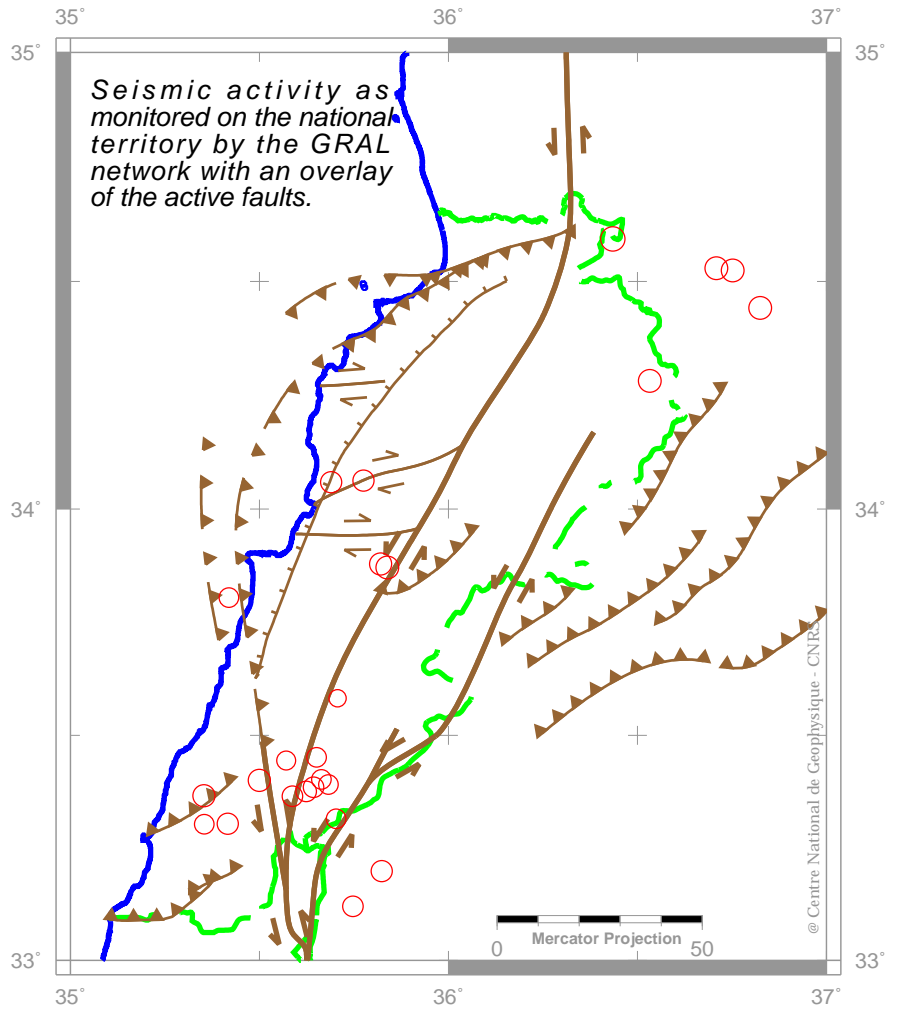 35°
36°
37°
35°
35°
Seismic activity as
monitored on the national
territory by the GRAL
network with an overlay
of the active faults.
34°
34°
@ Centre National de Geophysique - CNRS
Mercator Projection
0
50
33°
33°
35°
36°
37°